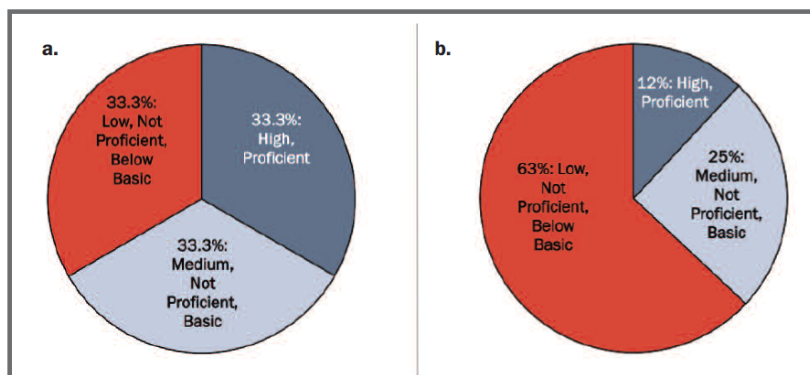 a.
33.3%:
Low, Not
Proficient,
Below
Basic
33.3%:
High,
Proficient
33.3%:
Medium,
Not
Proficient,
Basic
b.
12%: High,
Proficient
63%: Low,
Not
Proficient,
Below
Basic
25%:
Medium,
Not
Proficient,
Basic